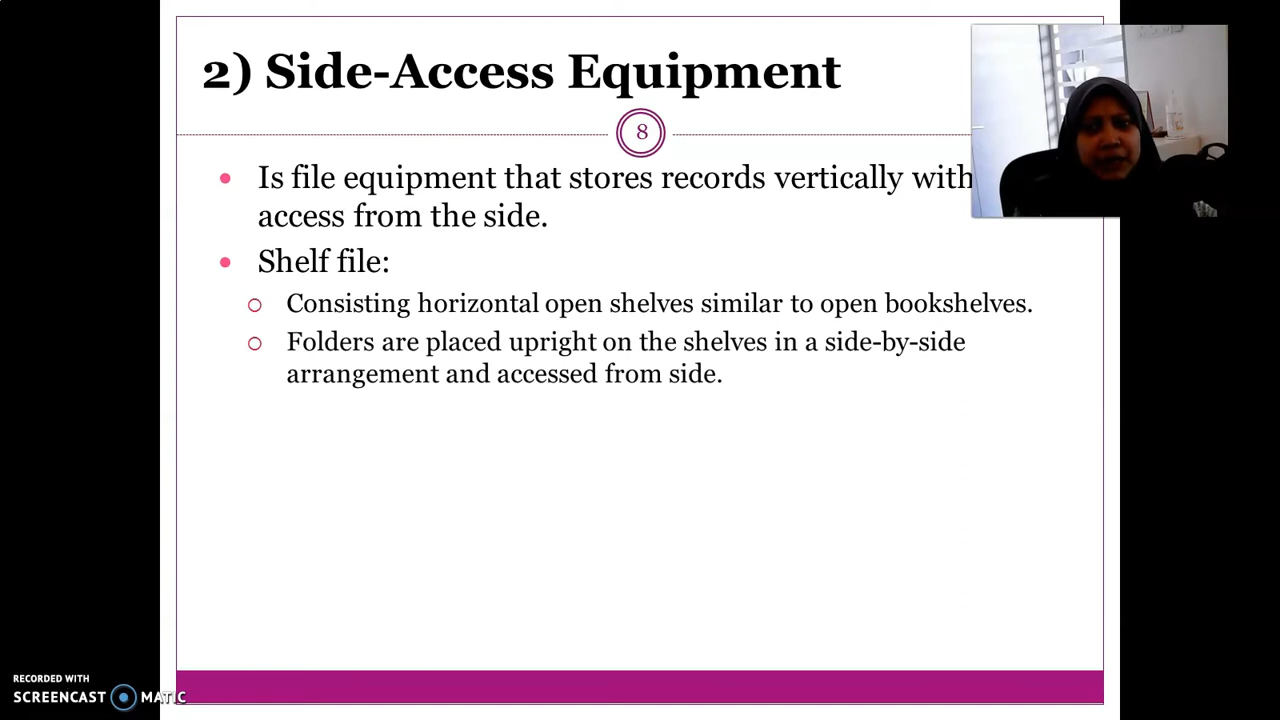 2) Side-Access Equipment
8
Is file equipment that stores records vertically with
access from the side.
Shelf file:
Consisting horizontal open shelves similar to open bookshelves.
Folders are placed upright on the shelves in a side-by-side
arrangement and accessed from side.
RECORDED WITH
SCREENCAST MATIC